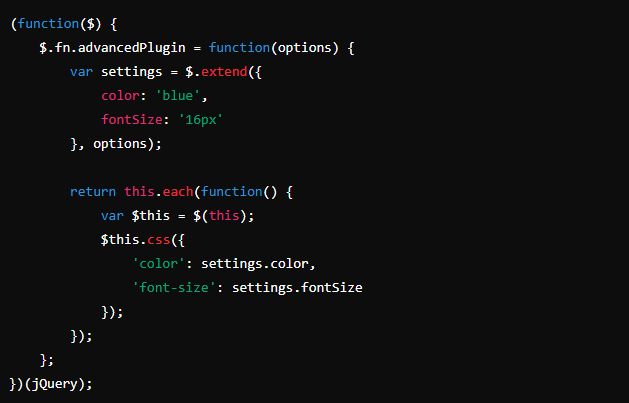 (function($) {
    $.fn.advancedPlugin = function(options) {
        var settings = $.extend({
            color: 'blue',
            fontSize: '16px'
        }, options);

        return this.each(function() {
            var $this = $(this);
            $this.css({
                'color': settings.color,
                'font-size': settings.fontSize
            });
        });
    };
})(jQuery);